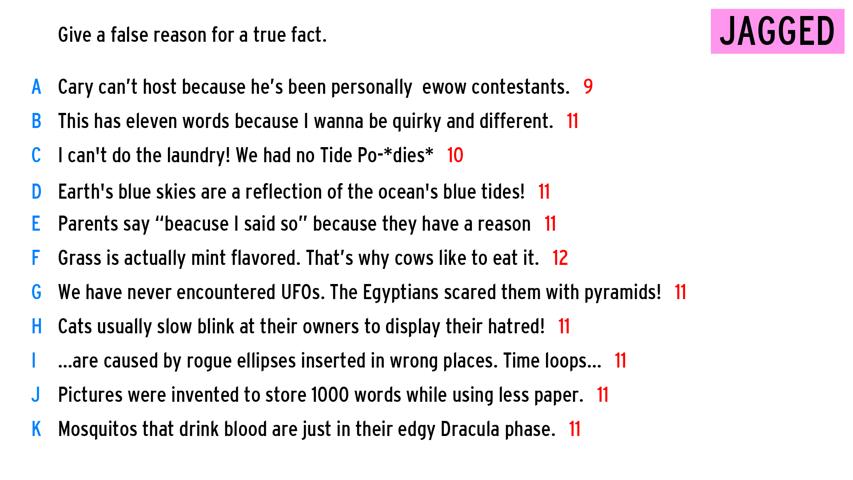 Give a false reason for a true fact.
JAGGED
A Cary can't host because he's been personally  ewow contestants. 9
B This has eleven words because I wanna be quirky and different. 11
C I can't do the laundry! We had no Tide Po-*dies* 10
D Earth's blue skies are a reflection of the ocean's blue tides! 11
E Parents say “beacuse I said so” because they have a reason 11
F Grass is actually mint flavored. That's why cows like to eat it. 12
G We have never encountered UFOs. The Egyptians scared them with pyramids! 11
H Cats usually slow blink at their owners to display their hatred! 11
I ...are caused by rogue ellipses inserted in wrong places. Time loops... 11
J Pictures were invented to store 1000 words while using less paper. 11
K Mosquitos that drink blood are just in their edgy Dracula phase. 11